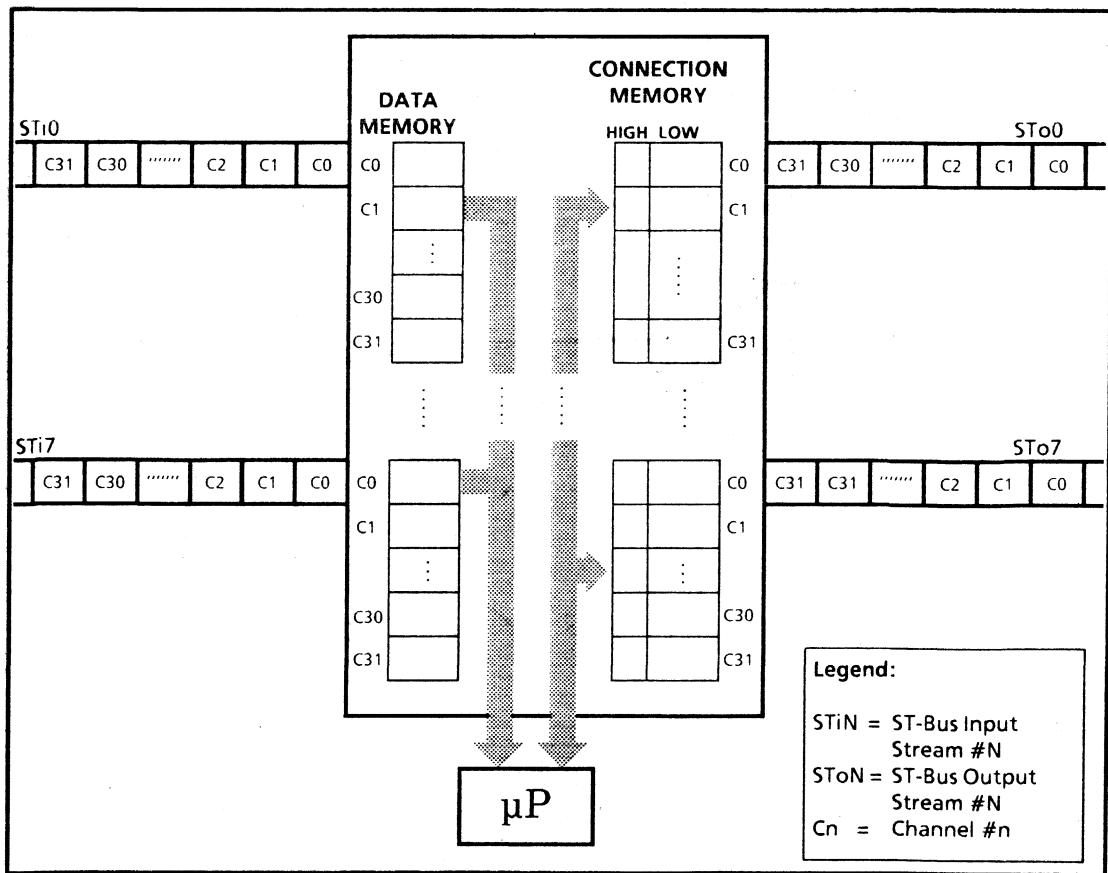 CONNECTION
MEMORY
DATA
MEMORY
HIGH LOW
STi0
STo0
C31 C30 ''''''' C2 C1 C0
C0
C1
C30
C31
C0
C1
C31
C31 C30 ''''''' C2 C1 C0
STi7
STo7
C31 C30 ''''''' C2 C1 C0
C0
C1
C30
C31
C0
C1
C30
C31
C31 C31 ''''''' C2 C1 C0
µP
Legend:
STiN = ST-Bus Input
Stream #N
SToN = ST-Bus Output
Stream #N
Cn = Channel #n